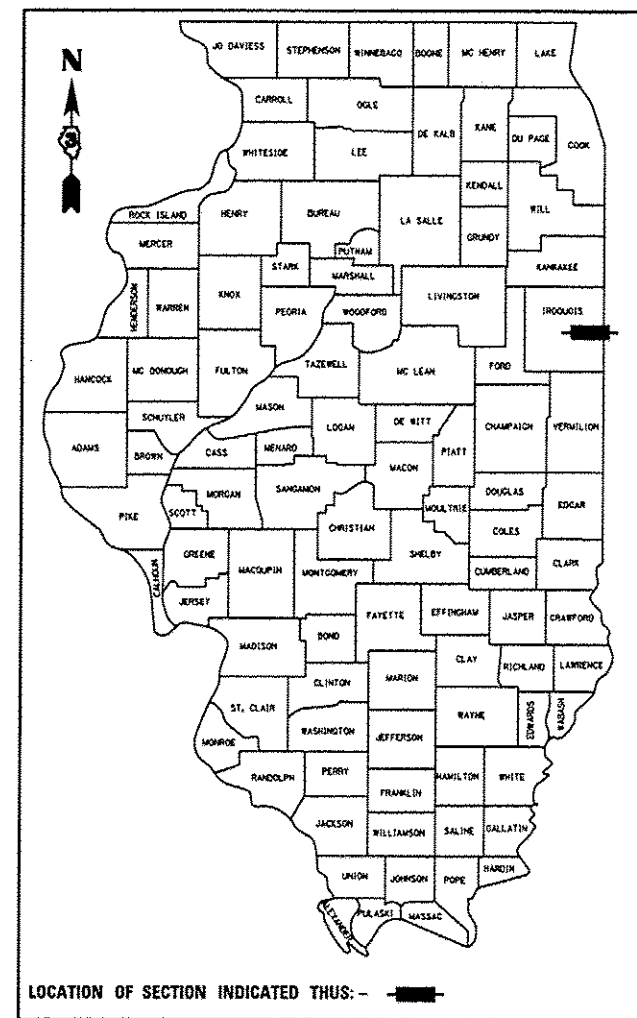 JO DAVIESS STEPHENSON WINNEBAGO BOONE MC HENRY LAKE
N
CARROLL OGLE
3
DE KALB KANE DU PAGE COOK
WHITESIDE LEE
KENDALL
ROCK ISLAND HENRY BUREAU LA SALLE WILL
MERCER PUTNAM GRUNDY
STARK MARSHALL KANKAKEE
HENDERSON WARREN KNOX PEORIA WOODFORD LIVINGSTON IROQUOIS
HANCOCK MC DONOUGH FULTON TAZEWELL MC LEAN FORD
MASON
SCHUYLER LOGAN DE WITT CHAMPAIGN VERMILION
ADAMS BROWN CASS MENARD MACON PIATT
PIKE SCOTT MORGAN SANGAMON MOULTRIE DOUGLAS EDGAR
CHRISTIAN COLES
GREENE SHELBY
CALHOUN MACOUPIN MONTGOMERY CUMBERLAND CLARK
JERSEY FAYETTE EFFINGHAM JASPER CRAWFORD
MADISON BOND
CLAY RICHLAND LAWRENCE
CLINTON MARION
ST. CLAIR WAYNE EDWARDS WABASH
WASHINGTON JEFFERSON
MONROE
RANDOLPH PERRY HAMILTON WHITE
FRANKLIN
JACKSON WILLIAMSON SALINE GALLATIN
UNION JOHNSON POPE HARDIN
ALEXANDER PULASKI MASSAC
LOCATION OF SECTION INDICATED THUS: -